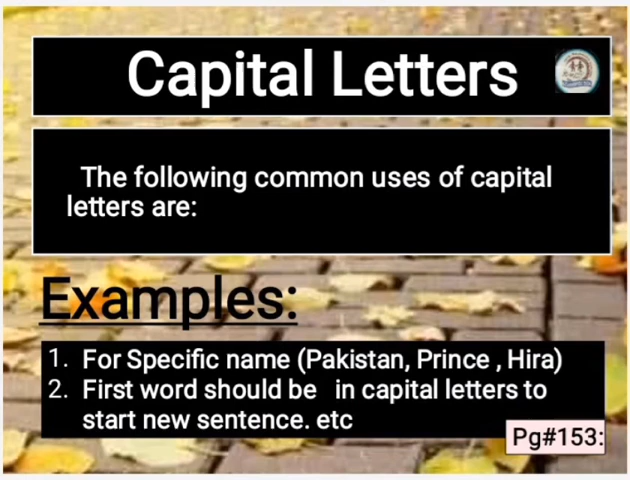 Capital Letters
The following common uses of capital
letters are:
Examples:
1. For Specific name (Pakistan, Prince , Hira)
2. First word should be in capital letters to
start new sentence. etc
Pg#153: